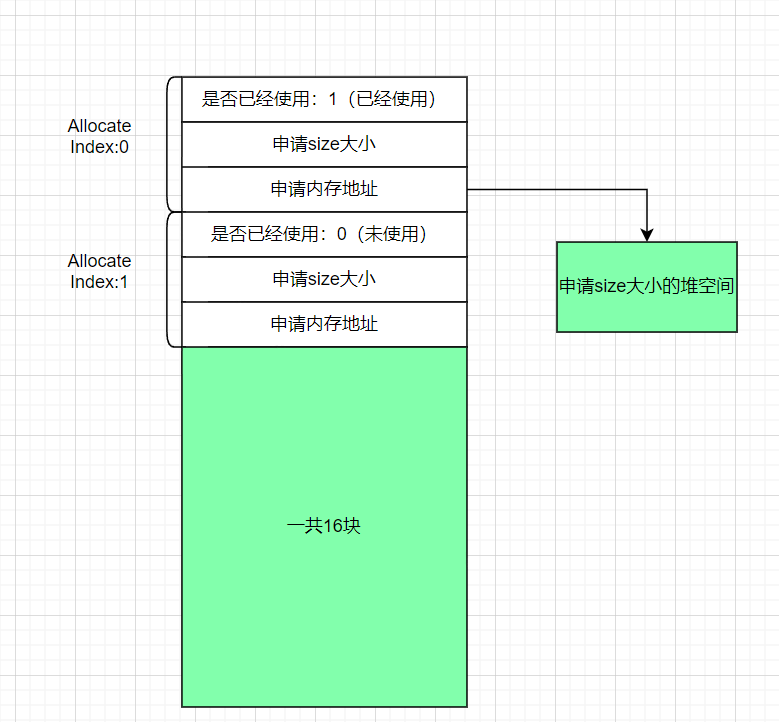 Allocate
Index:0
是否已经使用：1（已经使用）
申请size大小
申请内存地址
Allocate
Index:1
是否已经使用：0（未使用）
申请size大小
申请内存地址
申请size大小的堆空间
一共16块